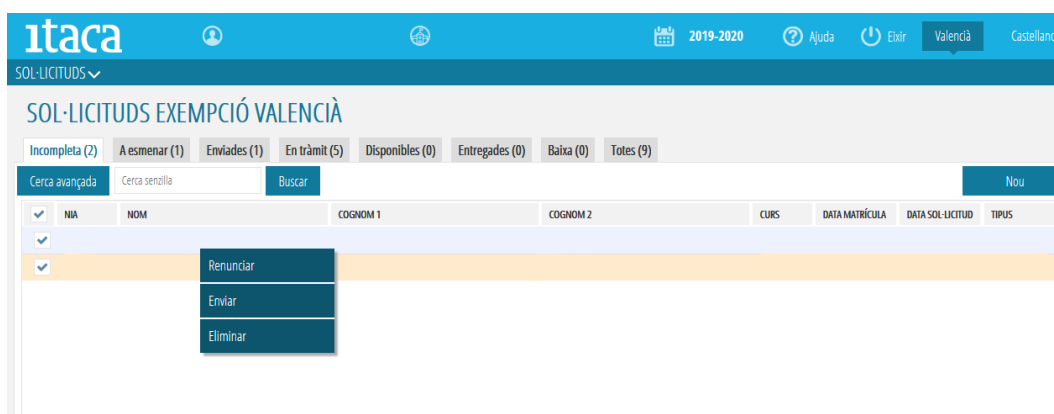 ıtaca 2019-2020 Ajuda Eixir Valencià Castellano
SOL·LICITUDS
SOL·LICITUDS EXEMPCIÓ VALENCIÀ
Incompleta (2) A esmenar (1) Enviades (1) En tràmit (5) Disponibles (0) Entregades (0) Baixa (0) Totes (9)
Cerca avançada Cerca senzilla Buscar Nou
NIA NOM COGNOM 1 COGNOM 2 CURS DATA MATRÍCULA DATA SOL·LICITUD TIPUS
Renunciar
Enviar
Eliminar